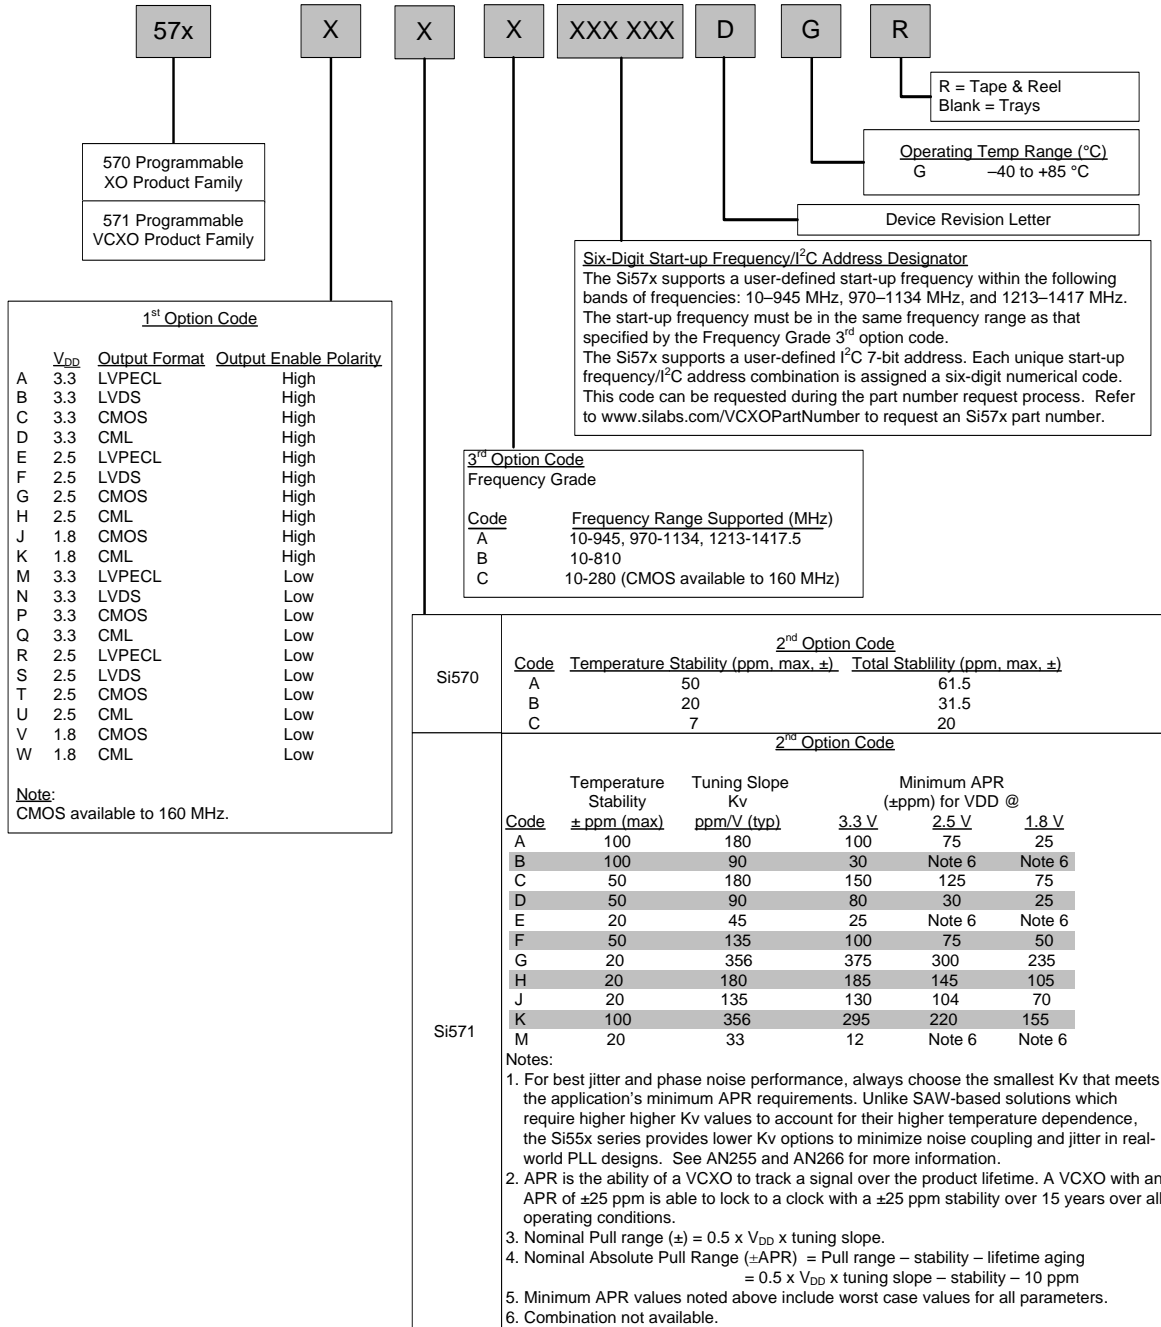 57x X X X XXX XXX D G R
R = Tape & Reel
Blank = Trays
Operating Temp Range (°C)
G –40 to +85 °C
Device Revision Letter
570 Programmable
XO Product Family
571 Programmable
VCXO Product Family
Six-Digit Start-up Frequency/I2C Address Designator
The Si57x supports a user-defined start-up frequency within the following
bands of frequencies: 10–945 MHz, 970–1134 MHz, and 1213–1417 MHz.
The start-up frequency must be in the same frequency range as that
specified by the Frequency Grade 3rd option code.
The Si57x supports a user-defined I2C 7-bit address. Each unique start-up
frequency/I2C address combination is assigned a six-digit numerical code.
This code can be requested during the part number request process. Refer
to www.silabs.com/VCXOPartNumber to request an Si57x part number.
1st Option Code
VDD Output Format Output Enable Polarity
A 3.3 LVPECL High
B 3.3 LVDS High
C 3.3 CMOS High
D 3.3 CML High
E 2.5 LVPECL High
F 2.5 LVDS High
G 2.5 CMOS High
H 2.5 CML High
J 1.8 CMOS High
K 1.8 CML High
M 3.3 LVPECL Low
N 3.3 LVDS Low
P 3.3 CMOS Low
Q 3.3 CML Low
R 2.5 LVPECL Low
S 2.5 LVDS Low
T 2.5 CMOS Low
U 2.5 CML Low
V 1.8 CMOS Low
W 1.8 CML Low
Note:
CMOS available to 160 MHz.
3rd Option Code
Frequency Grade
Code Frequency Range Supported (MHz)
A 10-945, 970-1134, 1213-1417.5
B 10-810
C 10-280 (CMOS available to 160 MHz)
Si570
2nd Option Code
Code Temperature Stability (ppm, max, ±) Total Stablility (ppm, max, ±)
A 50 61.5
B 20 31.5
C 7 20
Si571
2nd Option Code
Temperature Tuning Slope Minimum APR
Stability Kv (±ppm) for VDD @
Code ± ppm (max) ppm/V (typ) 3.3 V 2.5 V 1.8 V
A 100 180 100 75 25
B 100 90 30 Note 6 Note 6
C 50 180 150 125 75
D 50 90 80 30 25
E 20 45 25 Note 6 Note 6
F 50 135 100 75 50
G 20 356 375 300 235
H 20 180 185 145 105
J 20 135 130 104 70
K 100 356 295 220 155
M 20 33 12 Note 6 Note 6
Notes:
1. For best jitter and phase noise performance, always choose the smallest Kv that meets
the application's minimum APR requirements. Unlike SAW-based solutions which
require higher higher Kv values to account for their higher temperature dependence,
the Si55x series provides lower Kv options to minimize noise coupling and jitter in real-
world PLL designs. See AN255 and AN266 for more information.
2. APR is the ability of a VCXO to track a signal over the product lifetime. A VCXO with an
APR of ±25 ppm is able to lock to a clock with a ±25 ppm stability over 15 years over all
operating conditions.
3. Nominal Pull range (±) = 0.5 x VDD x tuning slope.
4. Nominal Absolute Pull Range (±APR) = Pull range – stability – lifetime aging
= 0.5 x VDD x tuning slope – stability – 10 ppm
5. Minimum APR values noted above include worst case values for all parameters.
6. Combination not available.